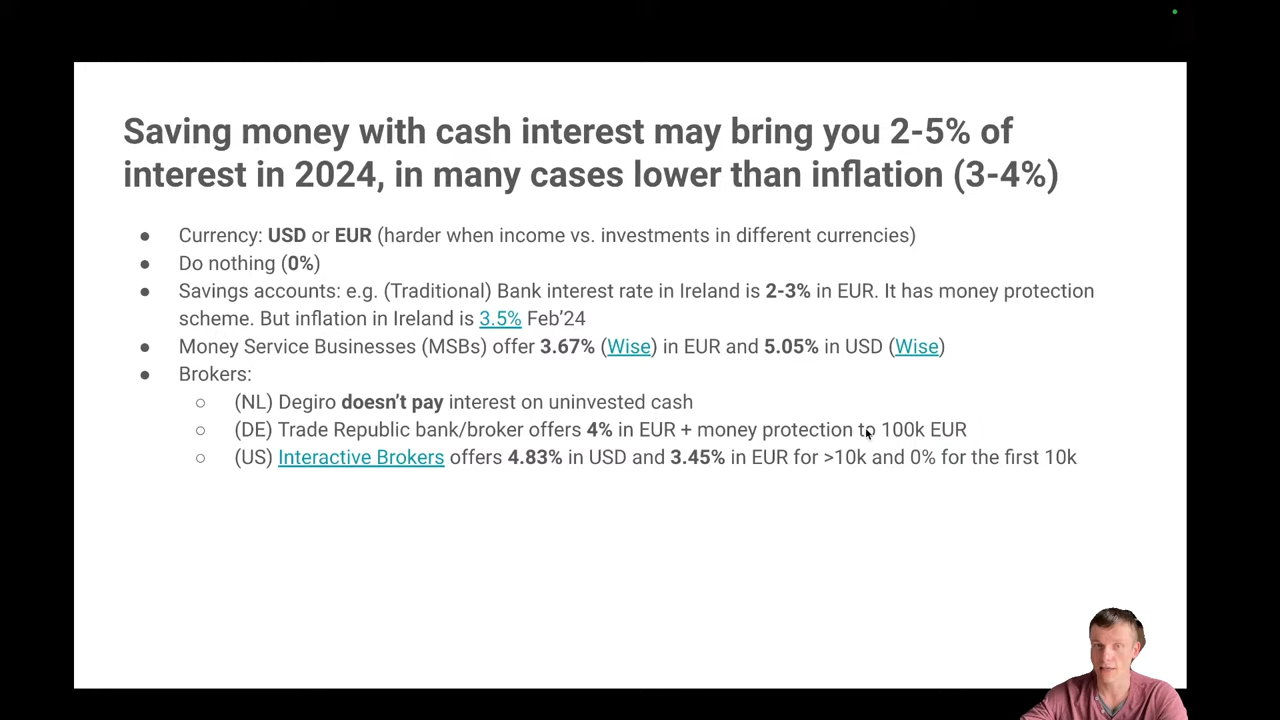 Saving money with cash interest may bring you 2-5% of
interest in 2024, in many cases lower than inflation (3-4%)
● Currency: USD or EUR (harder when income vs. investments in different currencies)
● Do nothing (0%)
● Savings accounts: e.g. (Traditional) Bank interest rate in Ireland is 2-3% in EUR. It has money protection
scheme. But inflation in Ireland is 3.5% Feb'24
● Money Service Businesses (MSBs) offer 3.67% (Wise) in EUR and 5.05% in USD (Wise)
● Brokers:
○ (NL) Degiro doesn't pay interest on uninvested cash
○ (DE) Trade Republic bank/broker offers 4% in EUR + money protection to 100k EUR
○ (US) Interactive Brokers offers 4.83% in USD and 3.45% in EUR for >10k and 0% for the first 10k